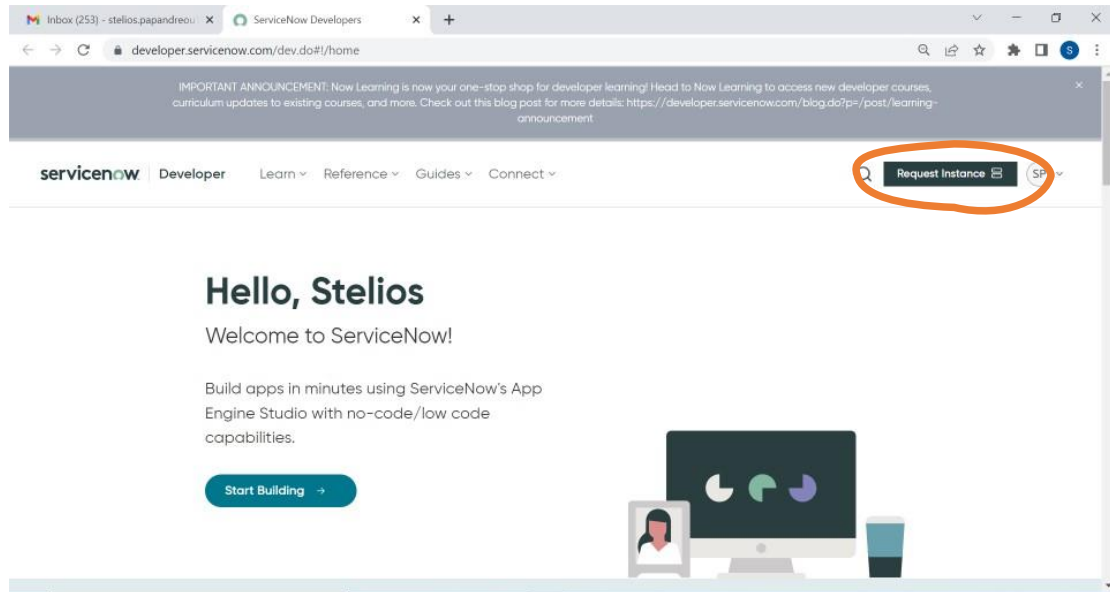 Inbox (253) - stelios.papandreou
ServiceNow Developers
developer.servicenow.com/dev.do#!/home
S
IMPORTANT ANNOUNCEMENT: Now Learning is now your one-stop shop for developer learning! Head to Now Learning to access new developer courses,
curriculum updates to existing courses, and more. Check out this blog post for more details: https://developer.servicenow.com/blog.do?p=/post/learning-
announcement
servicenow Developer Learn Reference Guides Connect Request Instance SP
Hello, Stelios
Welcome to ServiceNow!
Build apps in minutes using ServiceNow's App
Engine Studio with no-code/low code
capabilities.
Start Building →